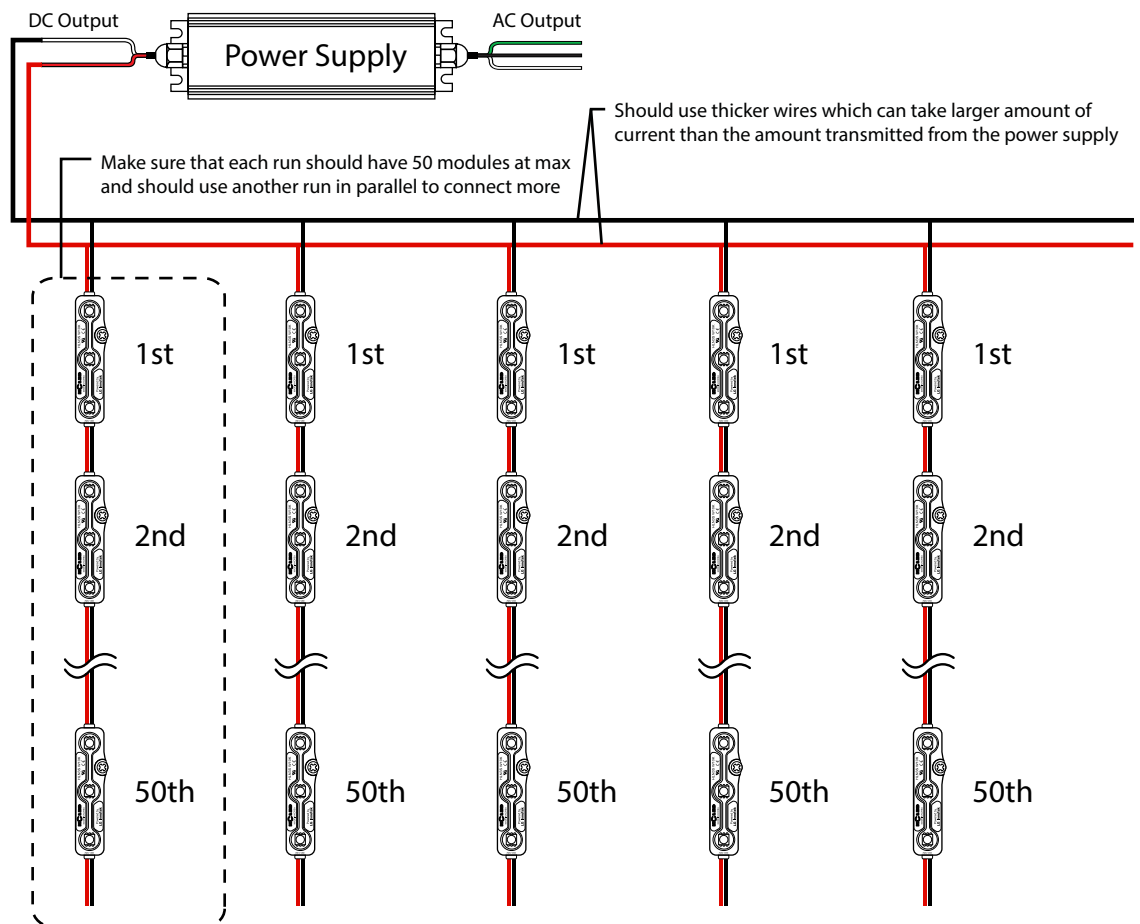 DC Output
AC Output
Power Supply
Should use thicker wires which can take larger amount of
current than the amount transmitted from the power supply
Make sure that each run should have 50 modules at max
and should use another run in parallel to connect more
1st
1st
1st
1st
1st
2nd
2nd
2nd
2nd
2nd
50th
50th
50th
50th
50th